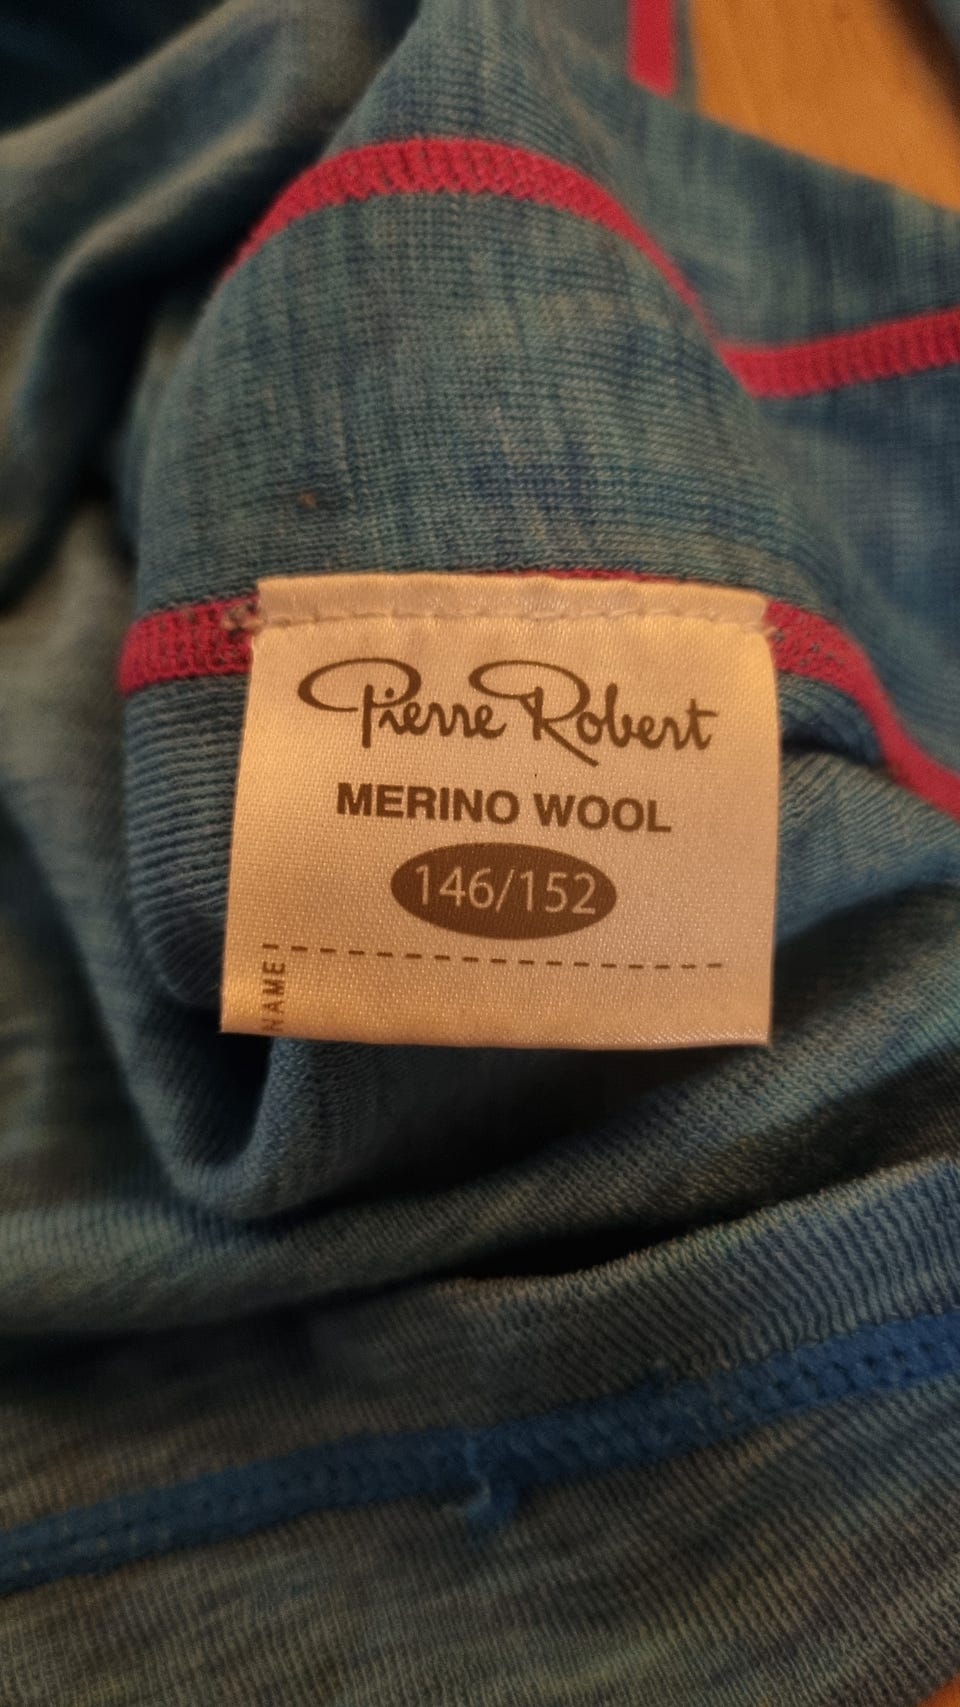 Pierre Robert
MERINO WOOL
146/152
NAME